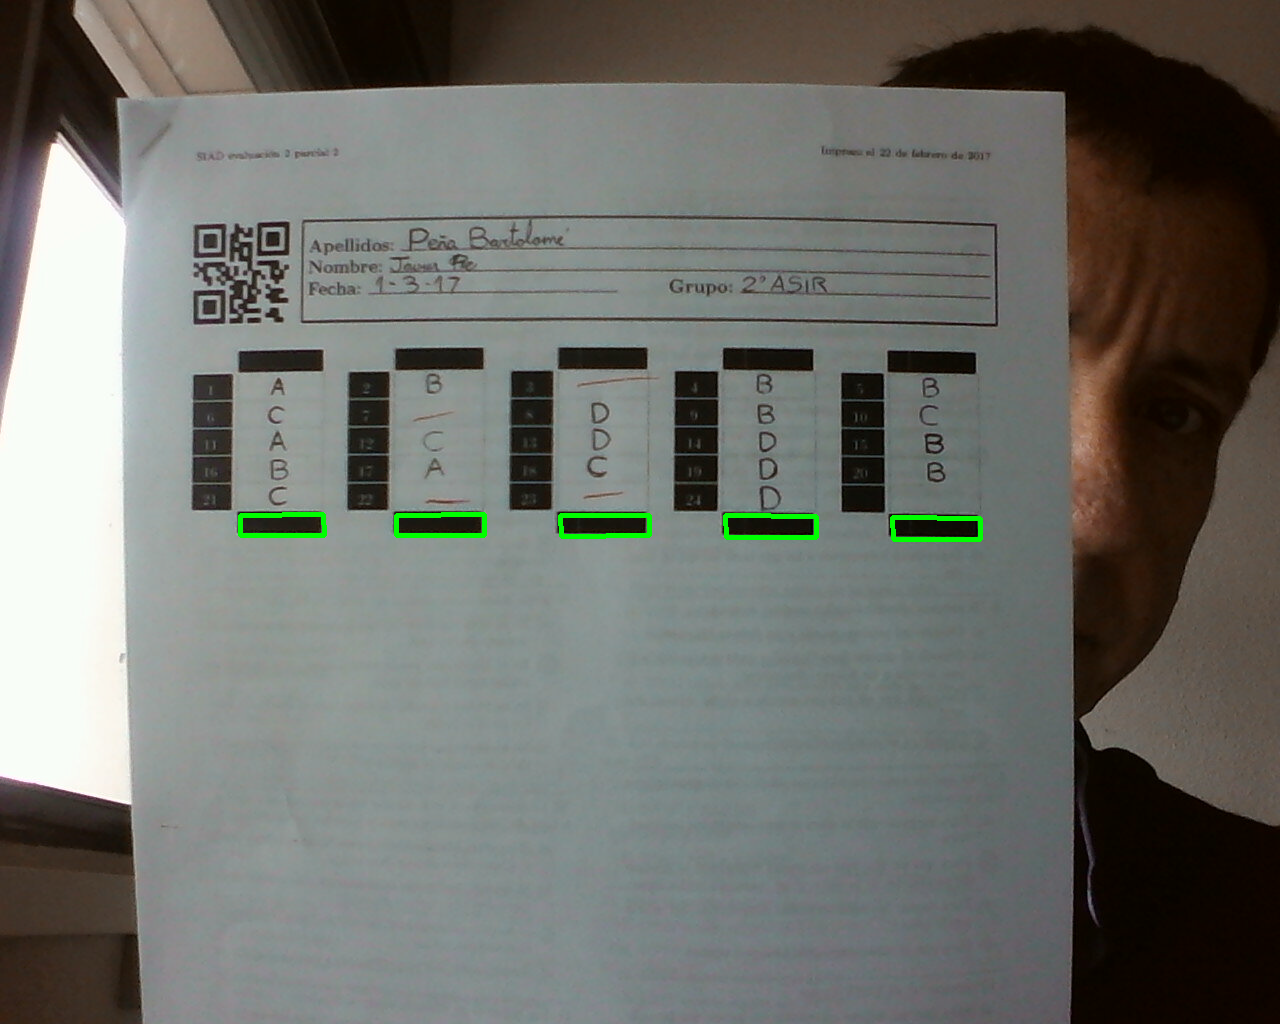 SIAD evaluación 2 parcial 2 Impreso el 22 de febrero de 2017
Apellidos: Peña Bartolomé
Nombre: Javier
Fecha: 1-3-17 Grupo: 2º ASIR
1 A 2 B 3 — 4 B 5 B
6 C 7 — 8 D 9 B 10 C
11 A 12 C 13 D 14 D 15 B
16 B 17 A 18 C 19 D 20 B
21 C 22 — 23 — 24 D